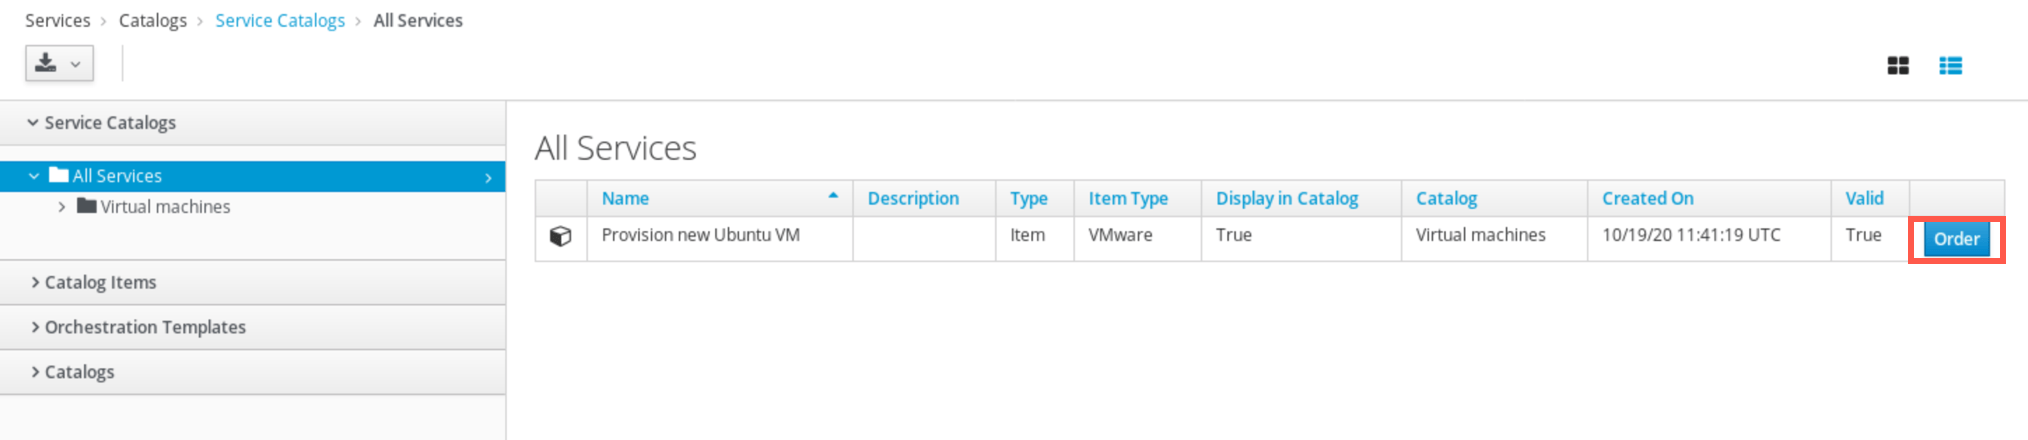 Services > Catalogs > Service Catalogs > All Services
Service Catalogs
All Services
Virtual machines
Catalog Items
Orchestration Templates
Catalogs
All Services
Name Description Type Item Type Display in Catalog Catalog Created On Valid
Provision new Ubuntu VM Item VMware True Virtual machines 10/19/20 11:41:19 UTC True Order